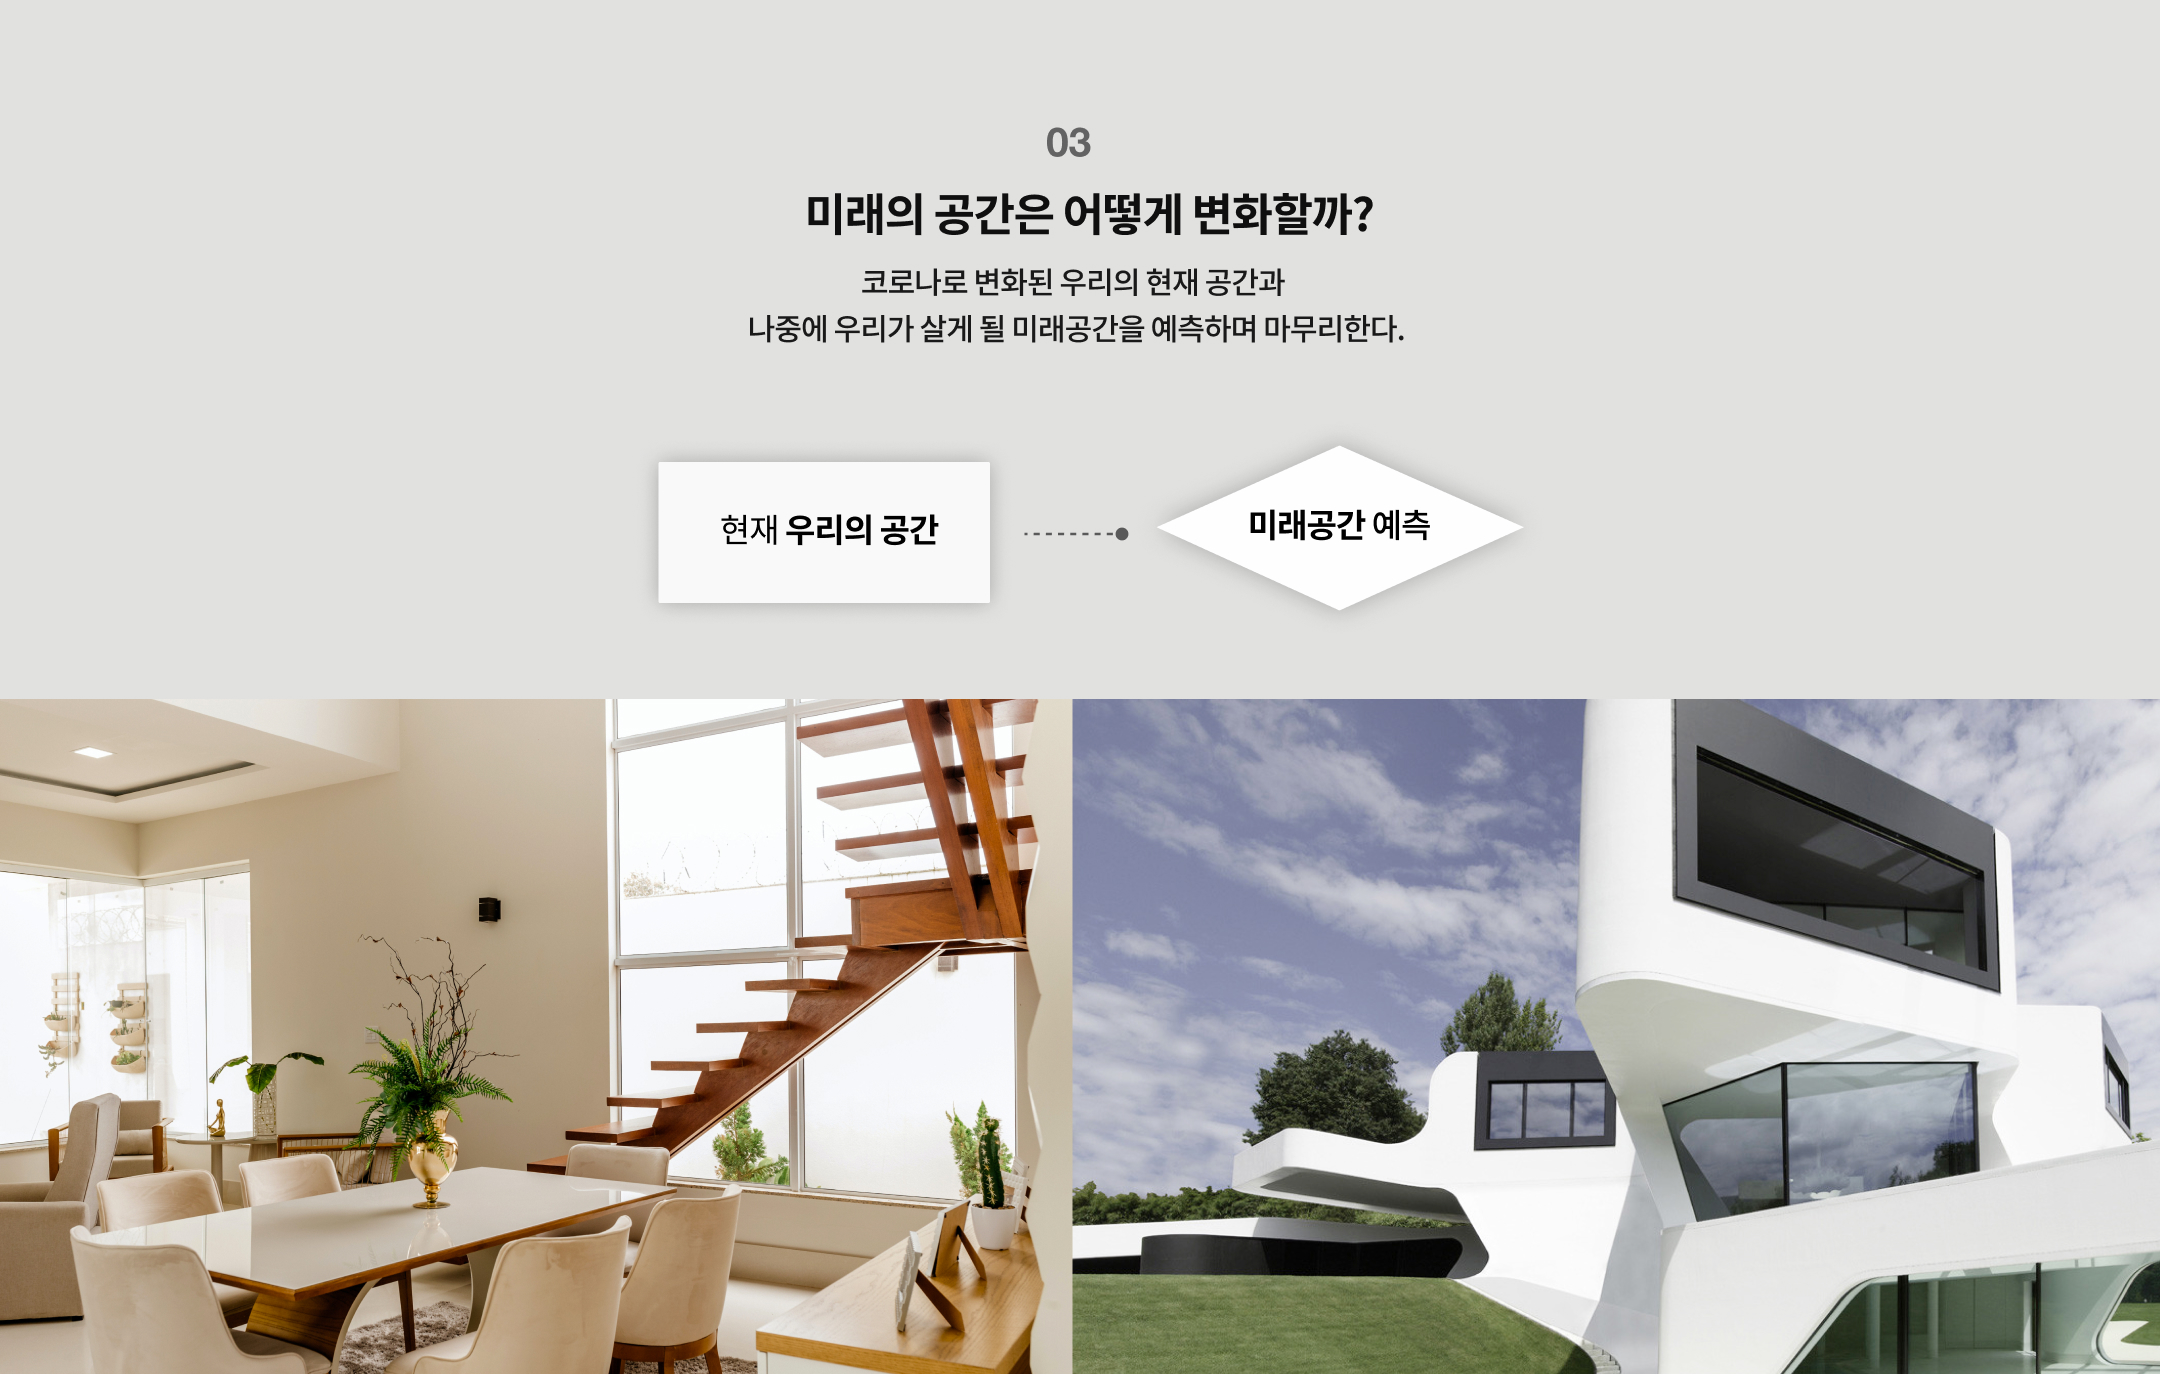 03
미래의 공간은 어떻게 변화할까?
코로나로 변화된 우리의 현재 공간과
나중에 우리가 살게 될 미래공간을 예측하며 마무리한다.
현재 우리의 공간
미래공간 예측